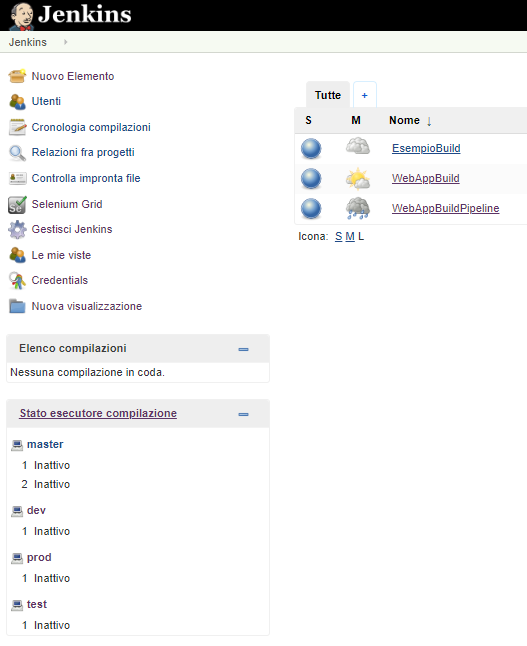 Jenkins
Jenkins
Nuovo Elemento
Utenti
Cronologia compilazioni
Relazioni fra progetti
Controlla impronta file
Selenium Grid
Gestisci Jenkins
Le mie viste
Credentials
Nuova visualizzazione
Elenco compilazioni
Nessuna compilazione in coda.
Stato esecutore compilazione
master
1 Inattivo
2 Inattivo
dev
1 Inattivo
prod
1 Inattivo
test
1 Inattivo
Tutte +
S M Nome ↓
EsempioBuild
WebAppBuild
WebAppBuildPipeline
Icona: S M L